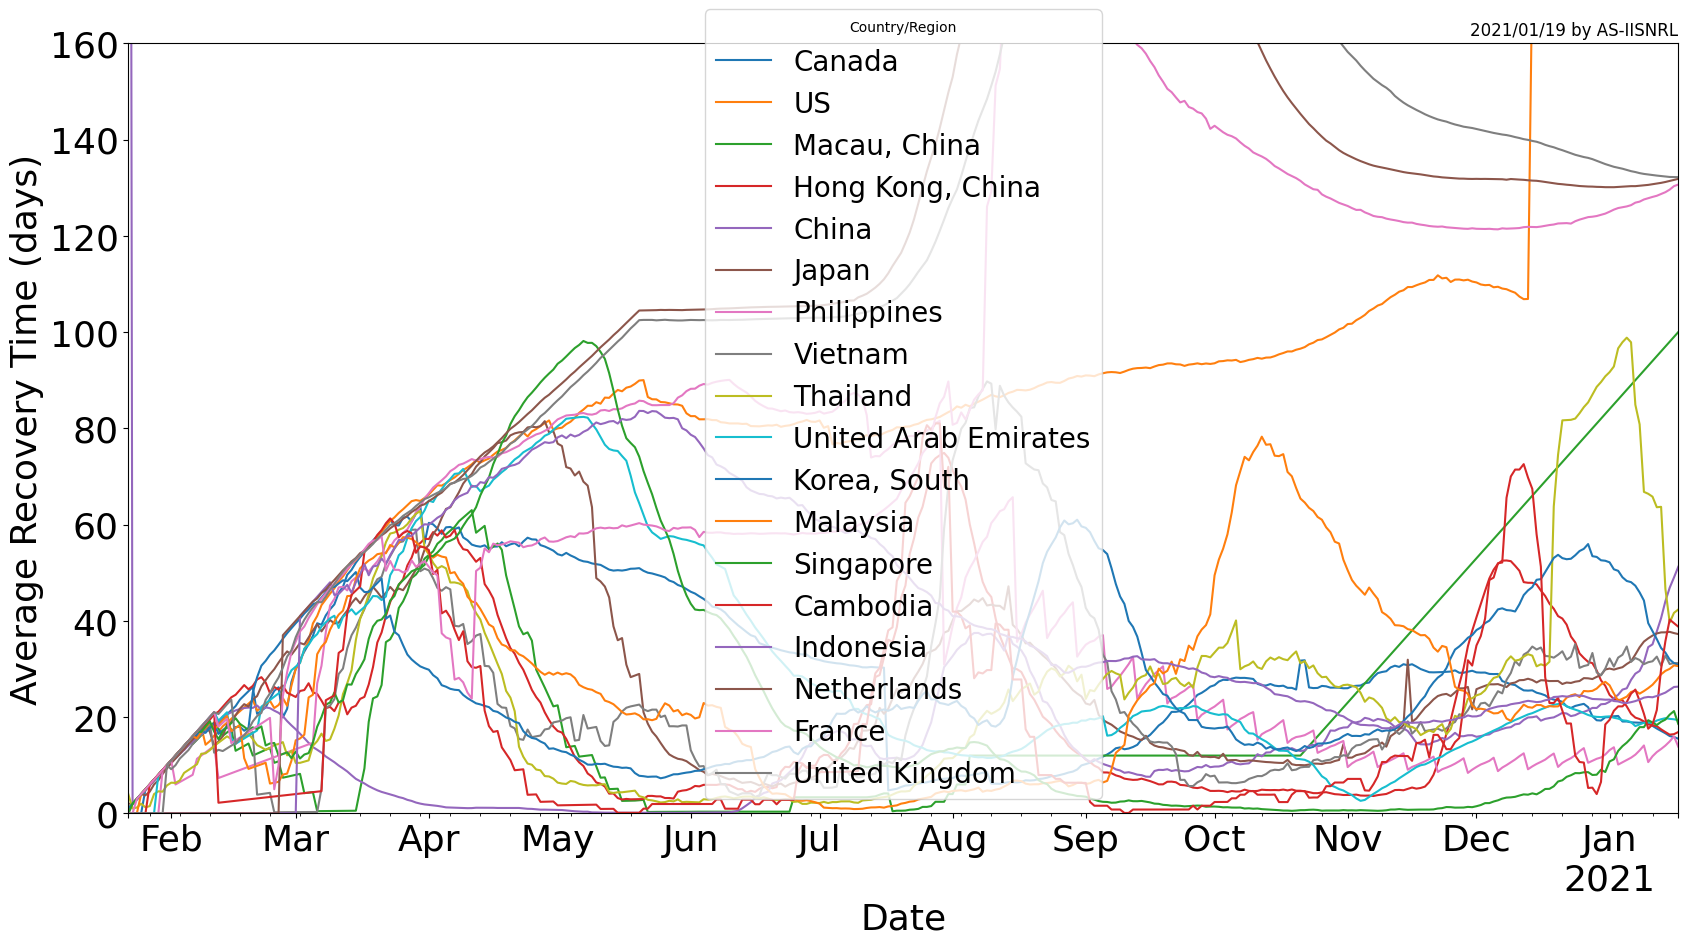 Country/Region
2021/01/19 by AS-IISNRL
160
140
120
100
80
60
40
20
0
Average Recovery Time (days)
Canada
US
Macau, China
Hong Kong, China
China
Japan
Philippines
Vietnam
Thailand
United Arab Emirates
Korea, South
Malaysia
Singapore
Cambodia
Indonesia
Netherlands
France
United Kingdom
Feb Mar Apr May Jun Jul Aug Sep Oct Nov Dec Jan
2021
Date